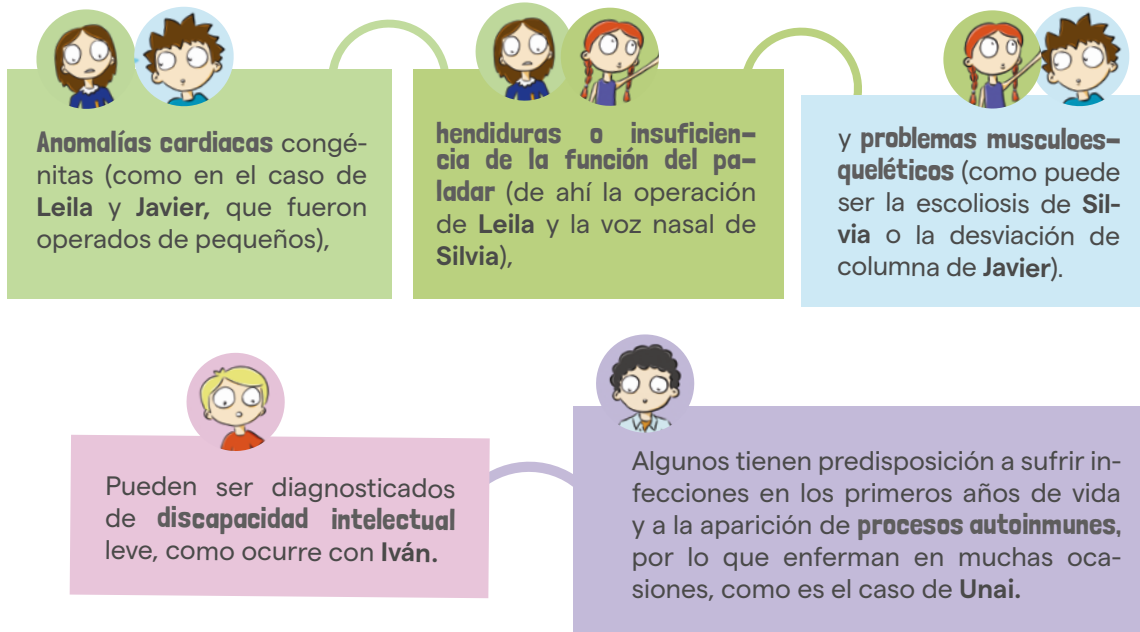 Anomalías cardiacas congé-
nitas (como en el caso de
Leila y Javier, que fueron
operados de pequeños),
hendiduras o insuficien-
cia de la función del pa-
ladar (de ahí la operación
de Leila y la voz nasal de
Silvia),
y problemas musculoes-
queléticos (como puede
ser la escoliosis de Sil-
via o la desviación de
columna de Javier).
Pueden ser diagnosticados
de discapacidad intelectual
leve, como ocurre con Iván.
Algunos tienen predisposición a sufrir in-
fecciones en los primeros años de vida
y a la aparición de procesos autoinmunes,
por lo que enferman en muchas oca-
siones, como es el caso de Unai.